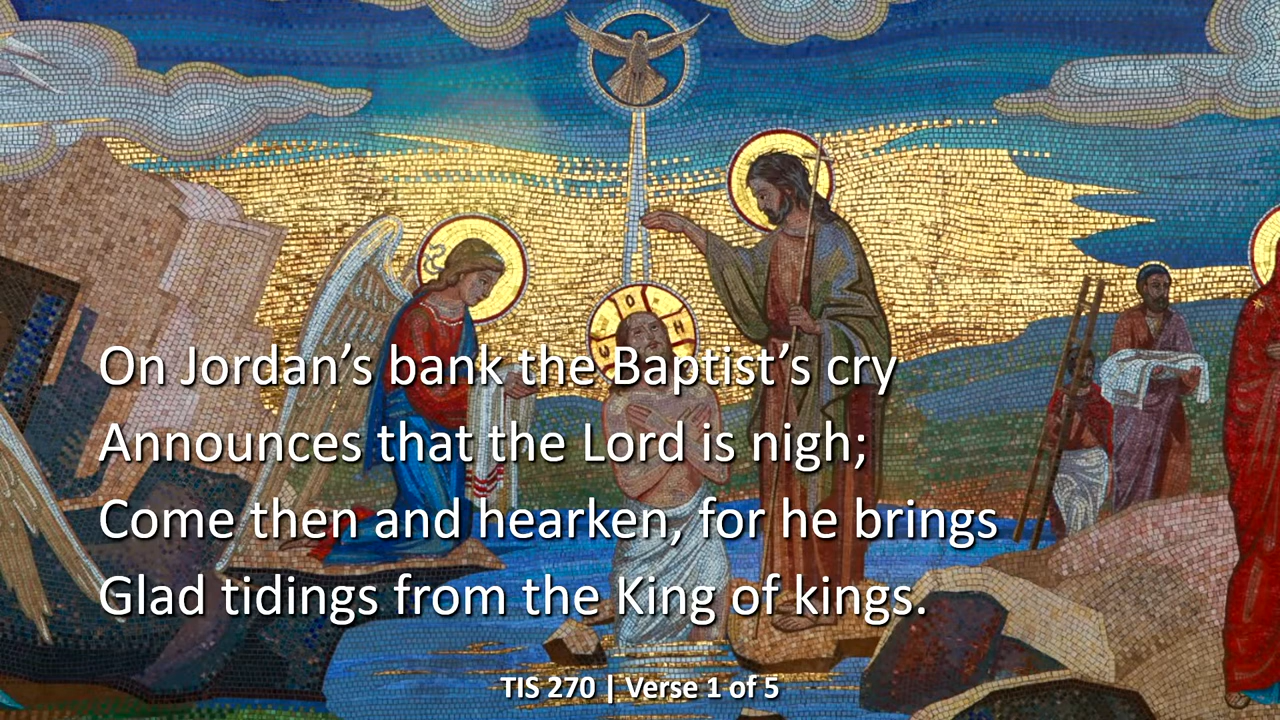 On Jordan’s bank the Baptist’s cry
Announces that the Lord is nigh;
Come then and hearken, for he brings
Glad tidings from the King of kings.
TIS 270 | Verse 1 of 5